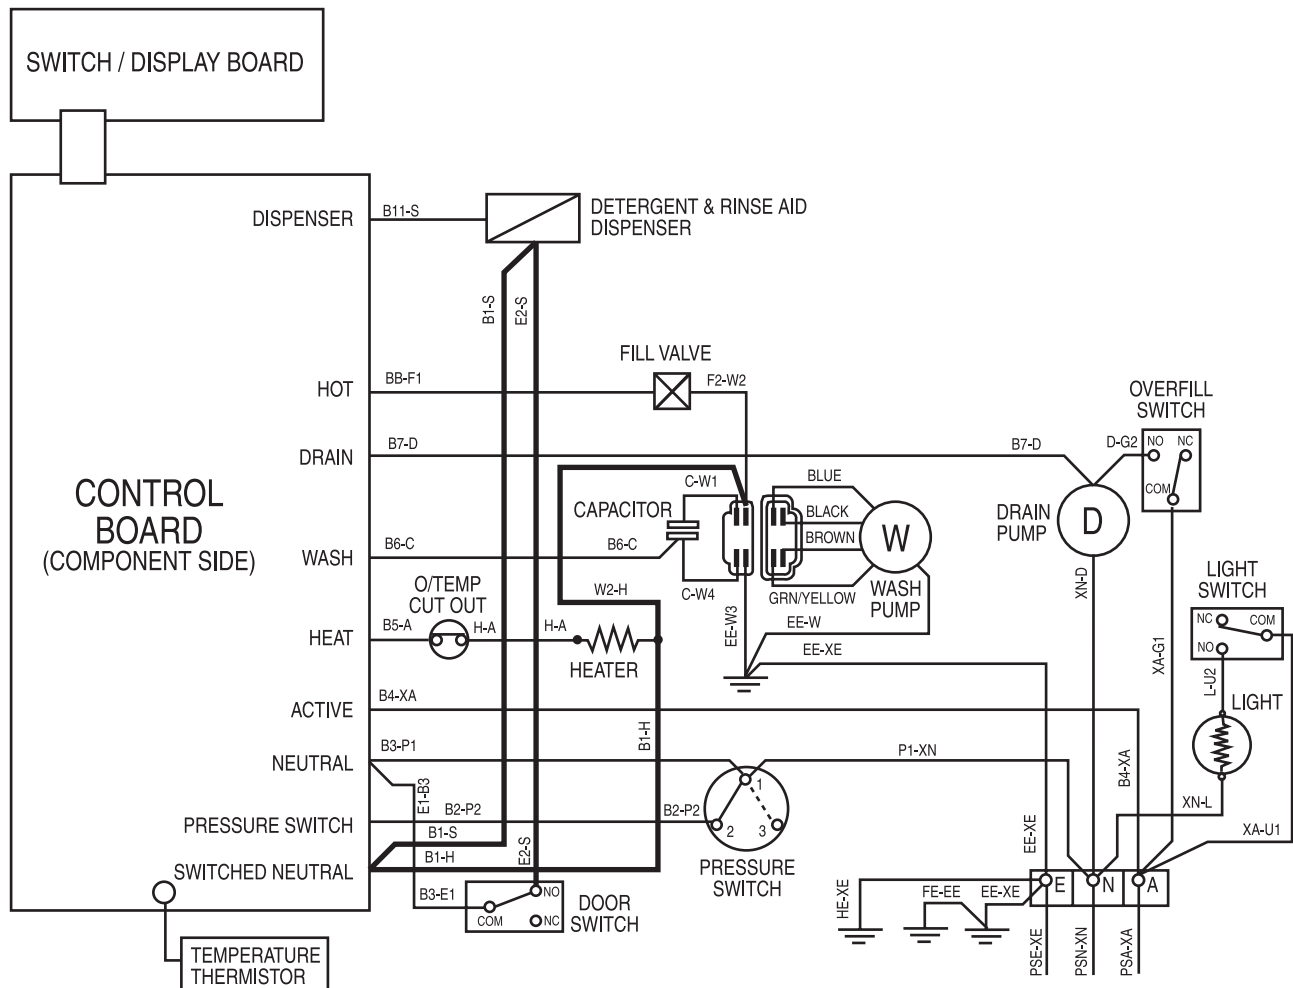 SWITCH / DISPLAY BOARD
DISPENSER
B11-S
DETERGENT & RINSE AID
DISPENSER
B1-S
E2-S
FILL VALVE
HOT
BB-F1
F2-W2
OVERFILL
SWITCH
DRAIN
B7-D
B7-D
D-G2
NO
NC
COM
CONTROL
BOARD
(COMPONENT SIDE)
C-W1
CAPACITOR
BLUE
BLACK
BROWN
GRN/YELLOW
W
WASH
PUMP
DRAIN
PUMP
D
WASH
B6-C
B6-C
C-W4
O/TEMP
CUT OUT
W2-H
EE-W3
EE-W
EE-XE
XN-D
XA-G1
LIGHT
SWITCH
NC
COM
NO
L-U2
LIGHT
HEAT
B5-A
H-A
H-A
HEATER
ACTIVE
B4-XA
B1-H
NEUTRAL
B3-P1
P1-XN
B4-XA
E1-B3
1
2
3
PRESSURE SWITCH
B2-P2
B2-P2
XN-L
XA-U1
EE-XE
B1-S
B1-H
E2-S
SWITCHED NEUTRAL
PRESSURE
SWITCH
B3-E1
NO
COM
NC
DOOR
SWITCH
HE-XE
FE-EE
EE-XE
E
N
A
PSE-XE
PSN-XN
PSA-XA
TEMPERATURE
THERMISTOR